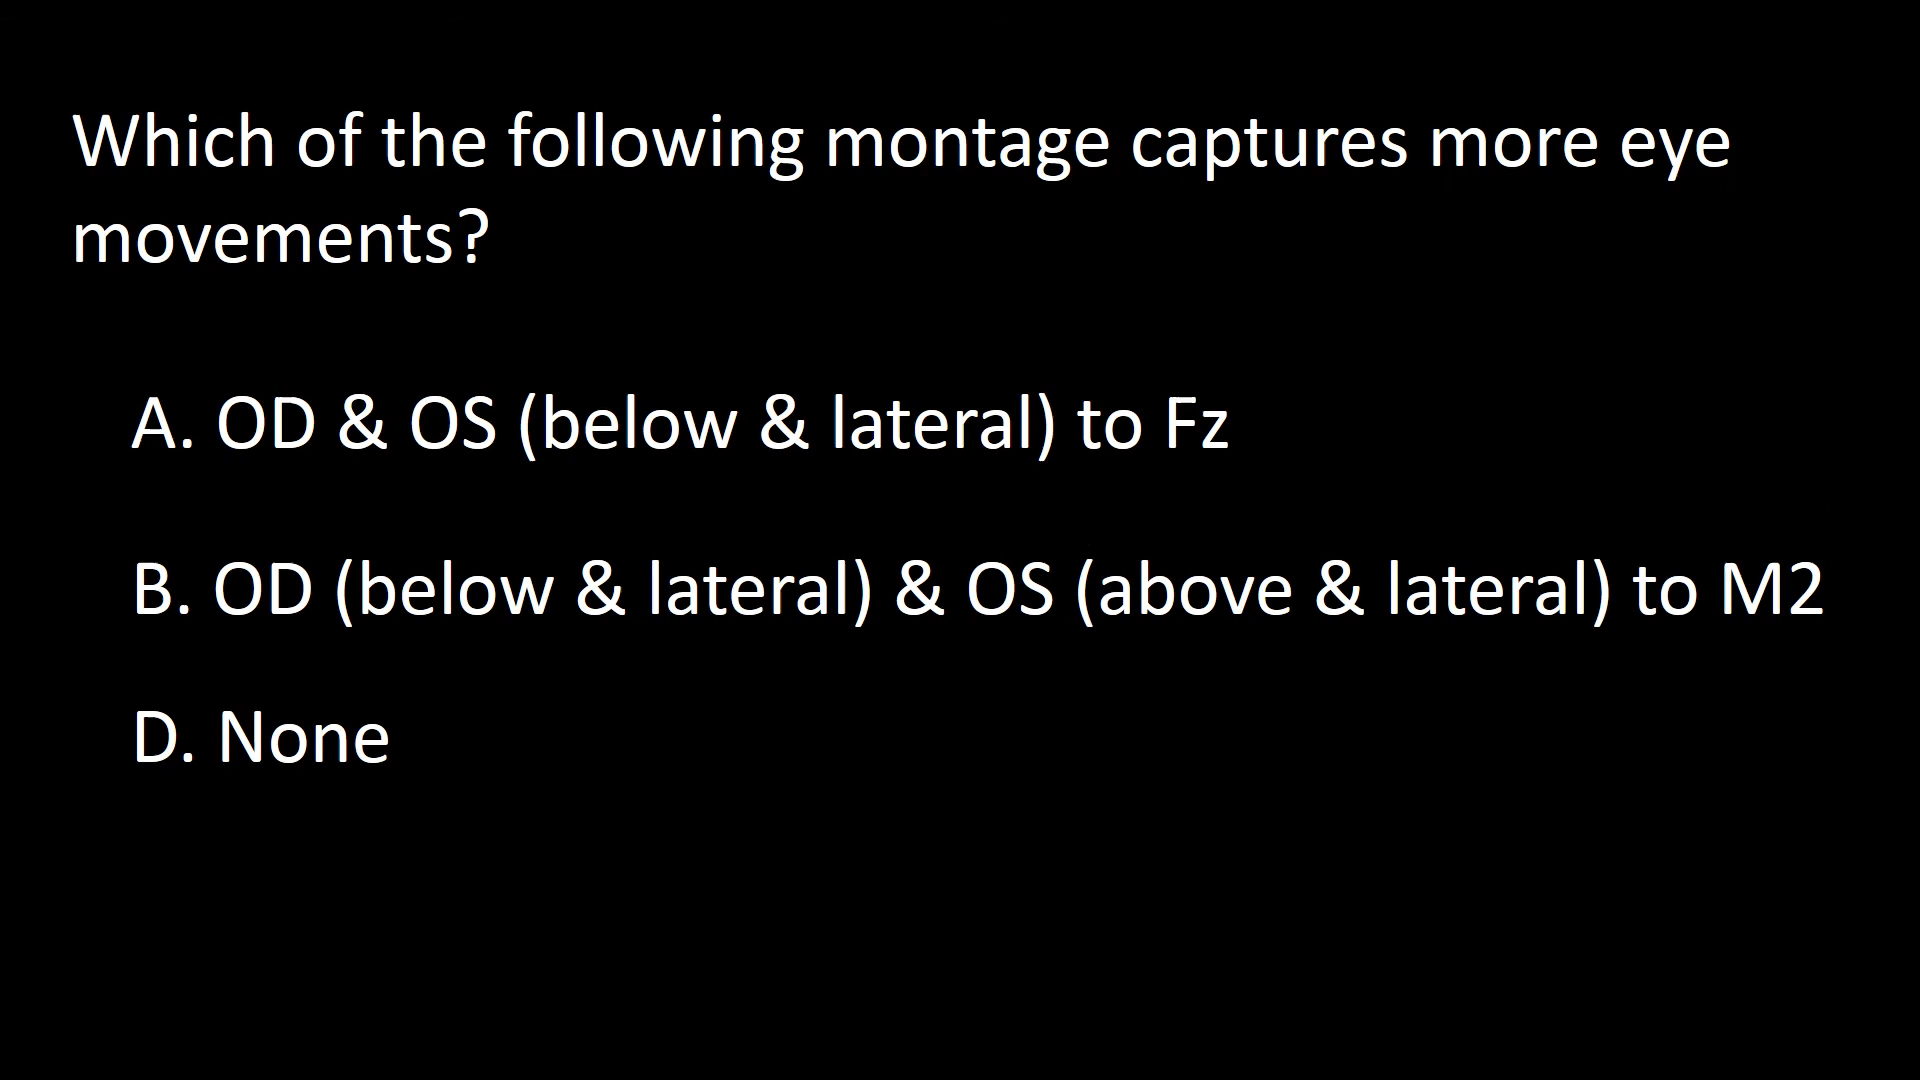 Which of the following montage captures more eye
movements?
A. OD & OS (below & lateral) to Fz
B. OD (below & lateral) & OS (above & lateral) to M2
D. None